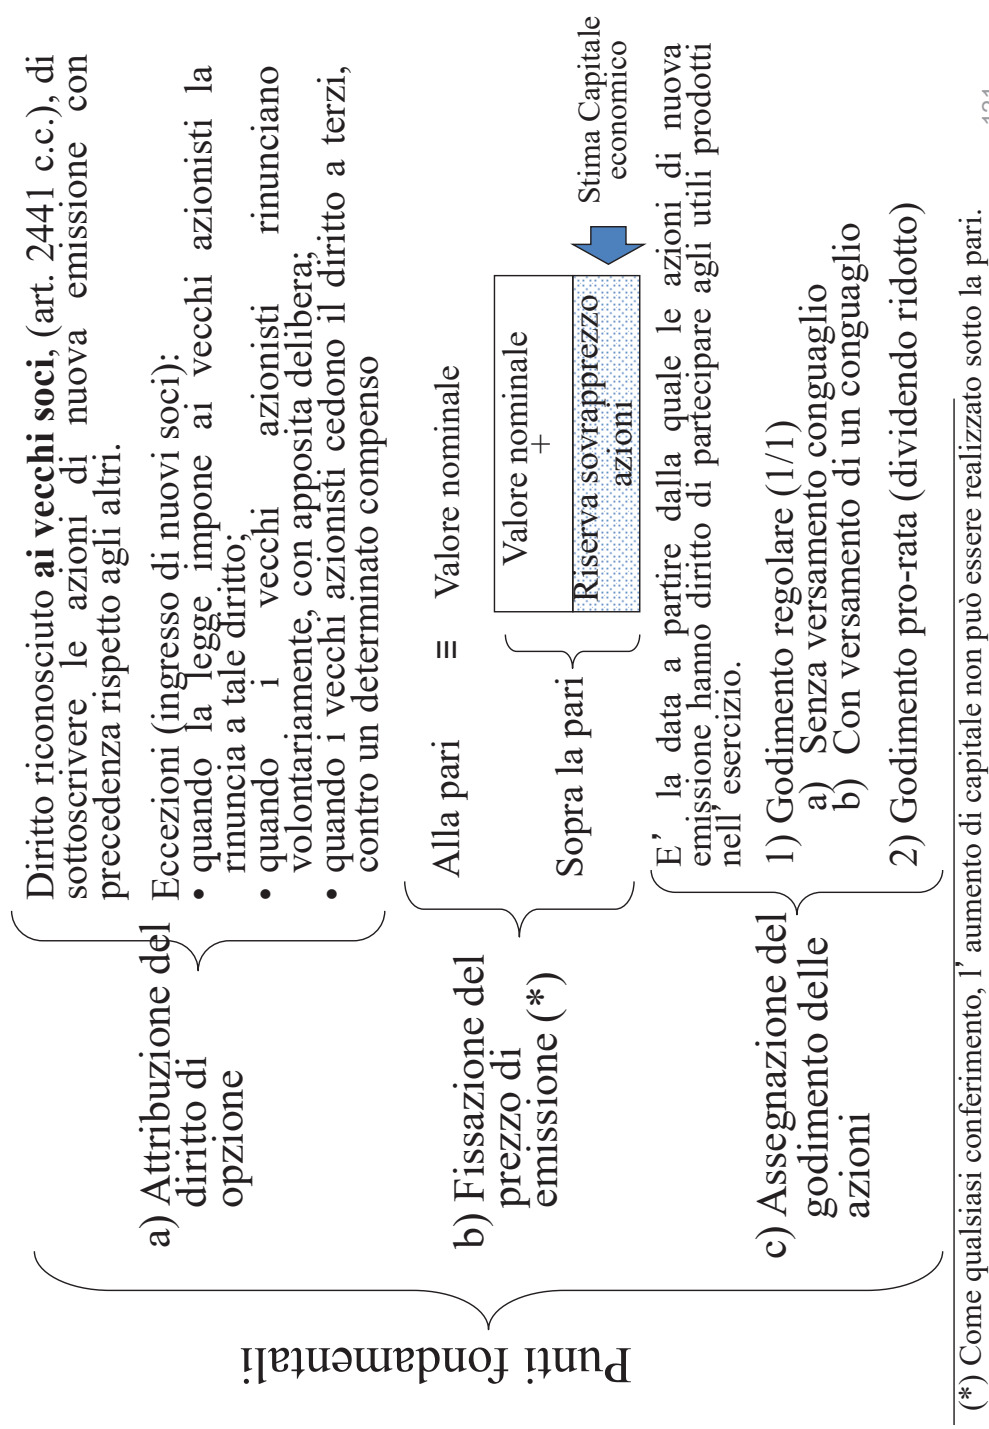 Punti fondamentali
a) Attribuzione del
diritto di
opzione
Diritto riconosciuto ai vecchi soci, (art. 2441 c.c.), di
sottoscrivere le azioni di nuova emissione con
precedenza rispetto agli altri.
Eccezioni (ingresso di nuovi soci):
• quando la legge impone ai vecchi azionisti la
rinuncia a tale diritto;
• quando i vecchi azionisti rinunciano
volontariamente, con apposita delibera;
• quando i vecchi azionisti cedono il diritto a terzi,
contro un determinato compenso
b) Fissazione del
prezzo di
emissione (*)
Alla pari ≡ Valore nominale
Sopra la pari
Valore nominale
+
Riserva sovrapprezzo
azioni
Stima Capitale
economico
c) Assegnazione del
godimento delle
azioni
E’ la data a partire dalla quale le azioni di nuova
emissione hanno diritto di partecipare agli utili prodotti
nell’ esercizio.
1) Godimento regolare (1/1)
a) Senza versamento conguaglio
b) Con versamento di un conguaglio
2) Godimento pro-rata (dividendo ridotto)
(*) Come qualsiasi conferimento, l’ aumento di capitale non può essere realizzato sotto la pari.